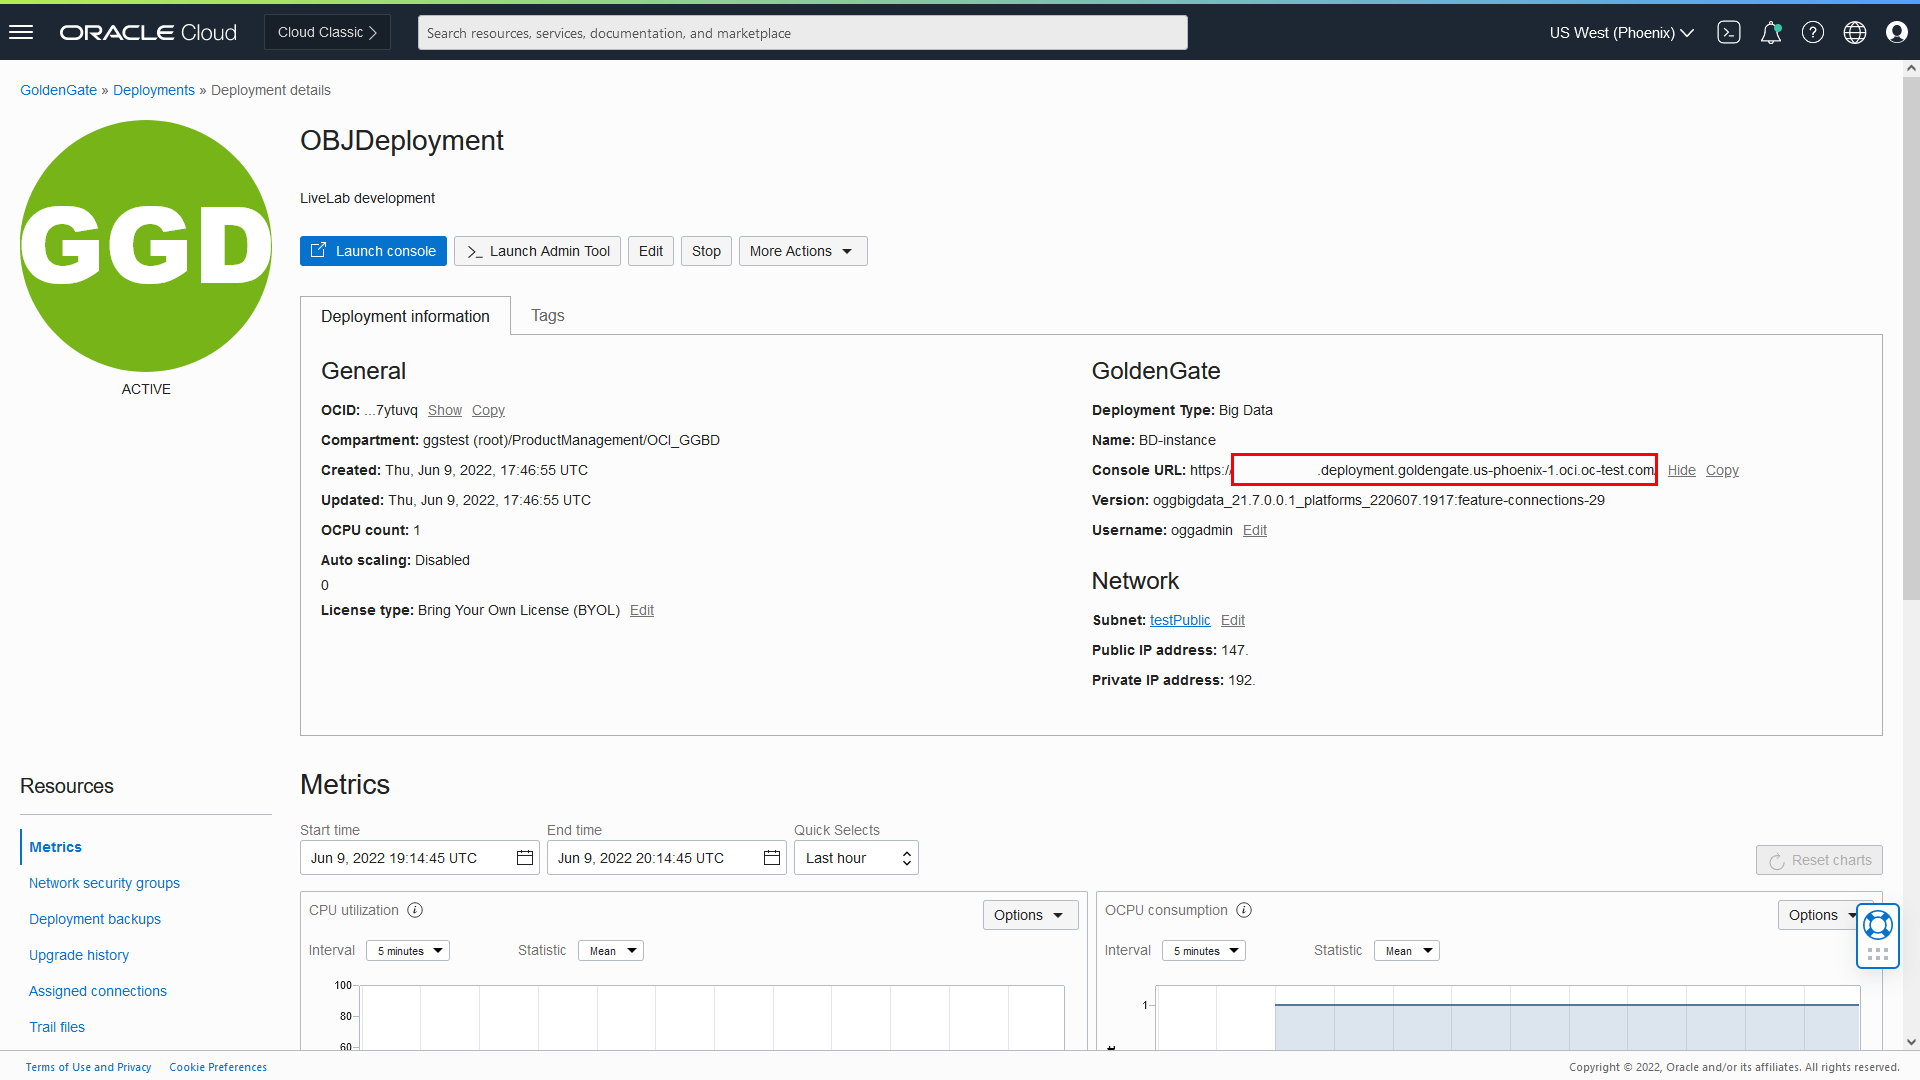 ORACLE Cloud
Cloud Classic
Search resources, services, documentation, and marketplace
US West (Phoenix)
GoldenGate » Deployments » Deployment details
GGD
ACTIVE
OBJDeployment
LiveLab development
Launch console
Launch Admin Tool
Edit
Stop
More Actions
Deployment information
Tags
General
OCID: ...7ytuvq Show Copy
Compartment: ggstest (root)/ProductManagement/OCI_GGBD
Created: Thu, Jun 9, 2022, 17:46:55 UTC
Updated: Thu, Jun 9, 2022, 17:46:55 UTC
OCPU count: 1
Auto scaling: Disabled
0
License type: Bring Your Own License (BYOL) Edit
GoldenGate
Deployment Type: Big Data
Name: BD-instance
Console URL: https:// .deployment.goldengate.us-phoenix-1.oci.oc-test.com/ Hide Copy
Version: oggbigdata_21.7.0.0.1_platforms_220607.1917:feature-connections-29
Username: oggadmin Edit
Network
Subnet: testPublic Edit
Public IP address: 147.
Private IP address: 192.
Resources
Metrics
Network security groups
Deployment backups
Upgrade history
Assigned connections
Trail files
Metrics
Start time
Jun 9, 2022 19:14:45 UTC
End time
Jun 9, 2022 20:14:45 UTC
Quick Selects
Last hour
Reset charts
CPU utilization
Options
Interval 5 minutes
Statistic Mean
100
80
60
OCPU consumption
Options
Interval 5 minutes
Statistic Mean
1
Terms of Use and Privacy
Cookie Preferences
Copyright © 2022, Oracle and/or its affiliates. All rights reserved.